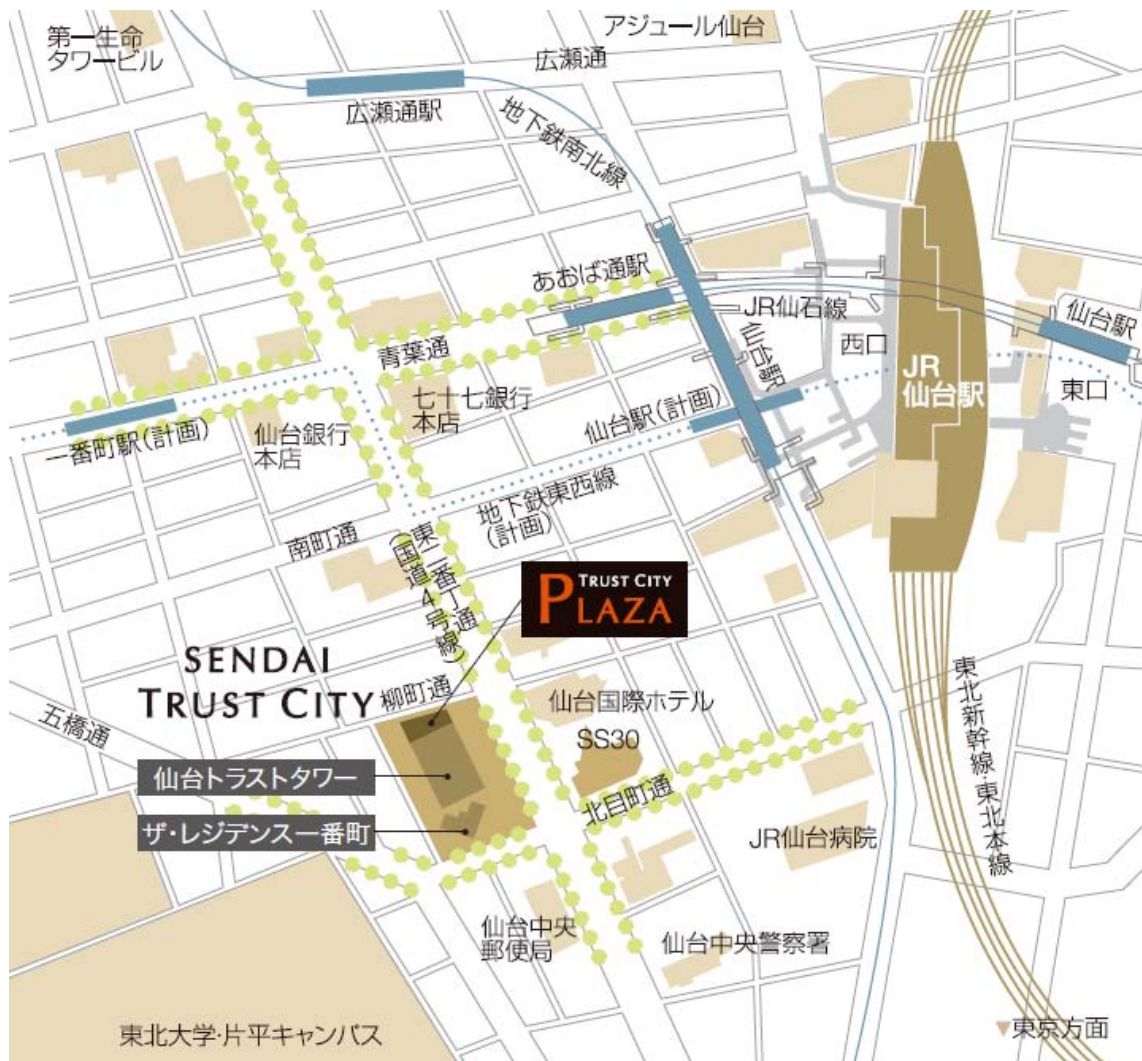 第一生命
タワービル
アジュール仙台
広瀬通
広瀬通駅
地下鉄南北線
あおば通駅
JR仙石線
仙台駅
西口
JR
仙台駅
仙台駅
東口
青葉通
七十七銀行
本店
仙台駅(計画)
一番町駅(計画)
仙台銀行
本店
地下鉄東西線
(計画)
南町通
東二番丁通
(国道4号線)
TRUST CITY
PLAZA
SENDAI
TRUST CITY
柳町通
五橋通
仙台国際ホテル
SS30
仙台トラストタワー
ザ・レジデンス一番町
北目町通
JR仙台病院
東北新幹線・東北本線
仙台中央
郵便局
仙台中央警察署
東北大学・片平キャンパス
▼東京方面